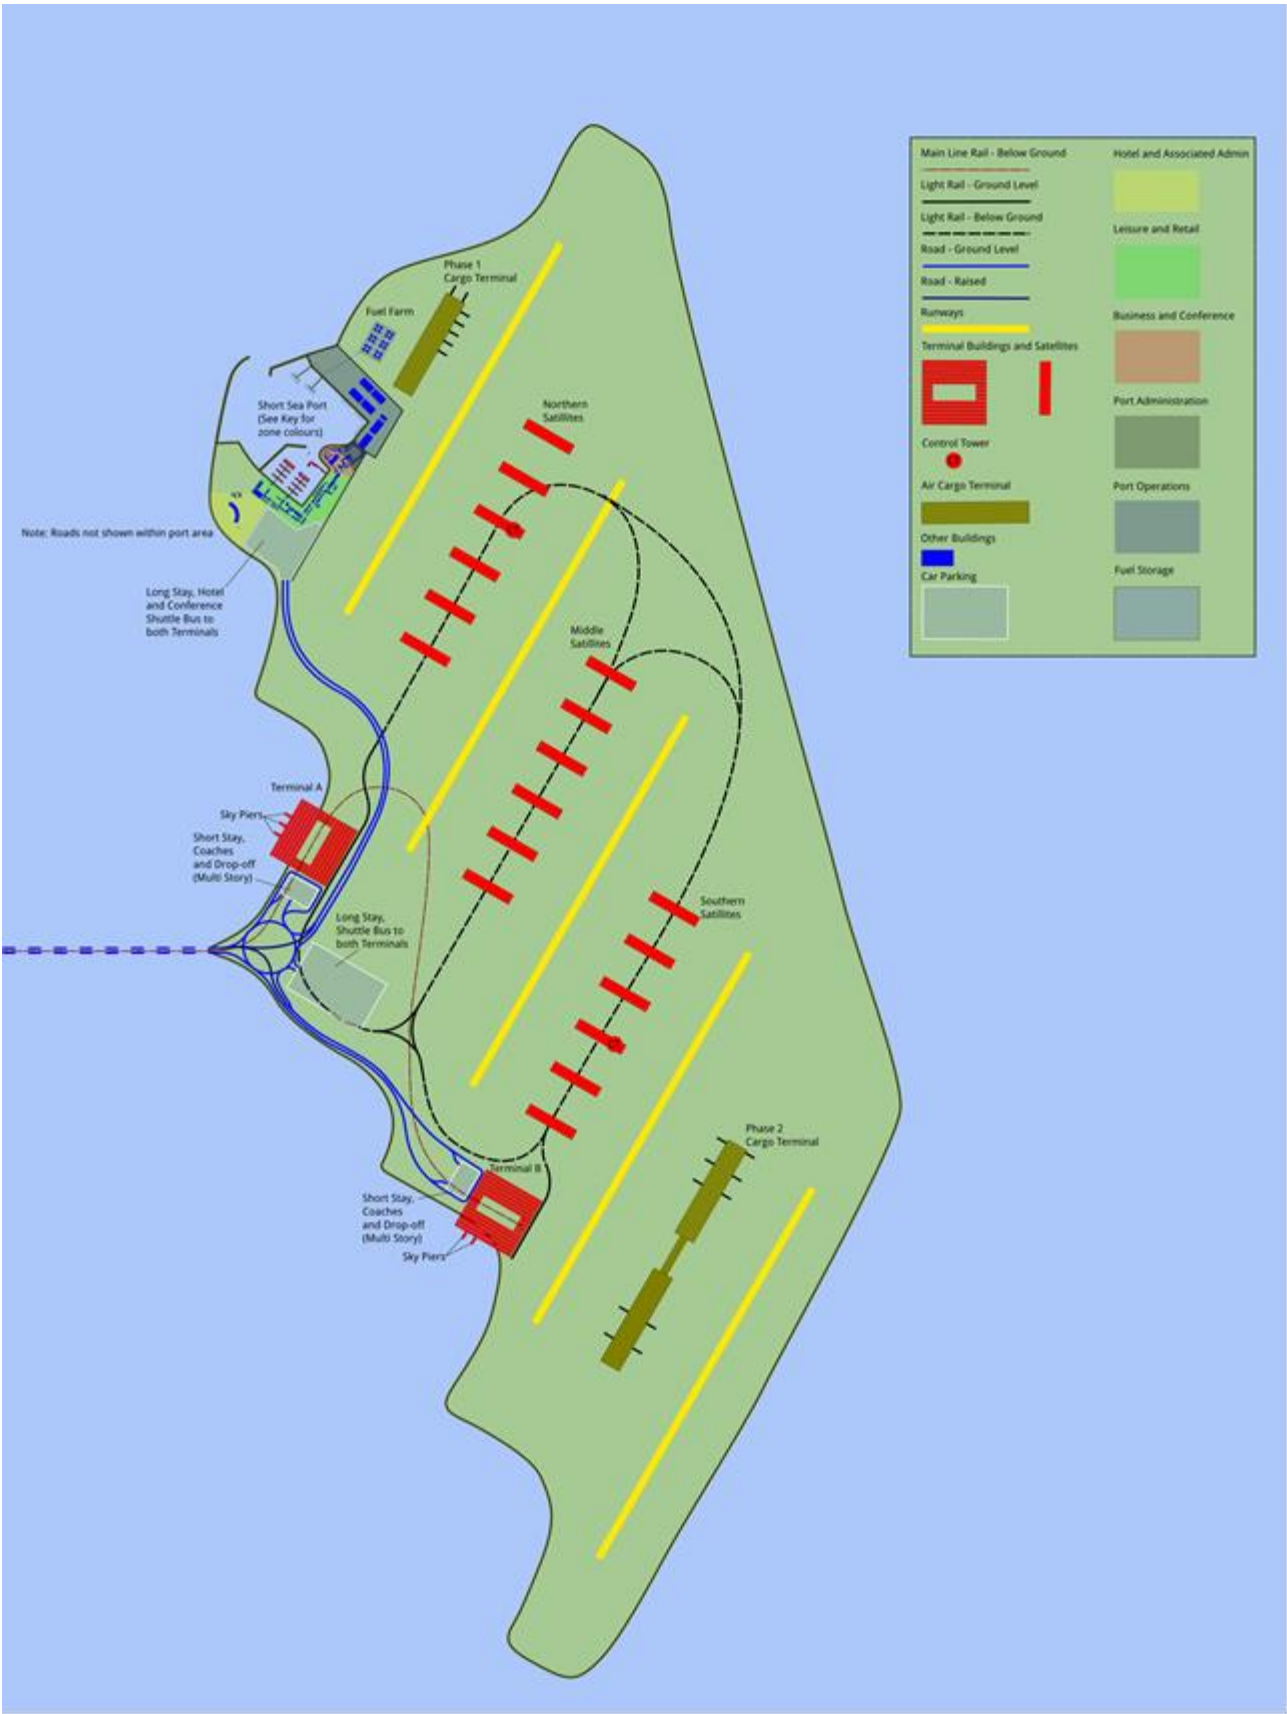 Phase 1
Cargo Terminal
Fuel Farm
Short Sea Port
(See Key for
zone colours)
Northern
Satillites
Note: Roads not shown within port area
Long Stay, Hotel
and Conference
Shuttle Bus to
both Terminals
Middle
Satillites
Terminal A
Sky Piers
Short Stay,
Coaches
and Drop-off
(Multi Story)
Long Stay,
Shuttle Bus to
both Terminals
Southern
Satillites
Phase 2
Cargo Terminal
Terminal B
Short Stay,
Coaches
and Drop-off
(Multi Story)
Sky Piers
Main Line Rail - Below Ground
Light Rail - Ground Level
Light Rail - Below Ground
Road - Ground Level
Road - Raised
Runways
Terminal Buildings and Satellites
Control Tower
Air Cargo Terminal
Other Buildings
Car Parking
Hotel and Associated Admin
Leisure and Retail
Business and Conference
Port Administration
Port Operations
Fuel Storage